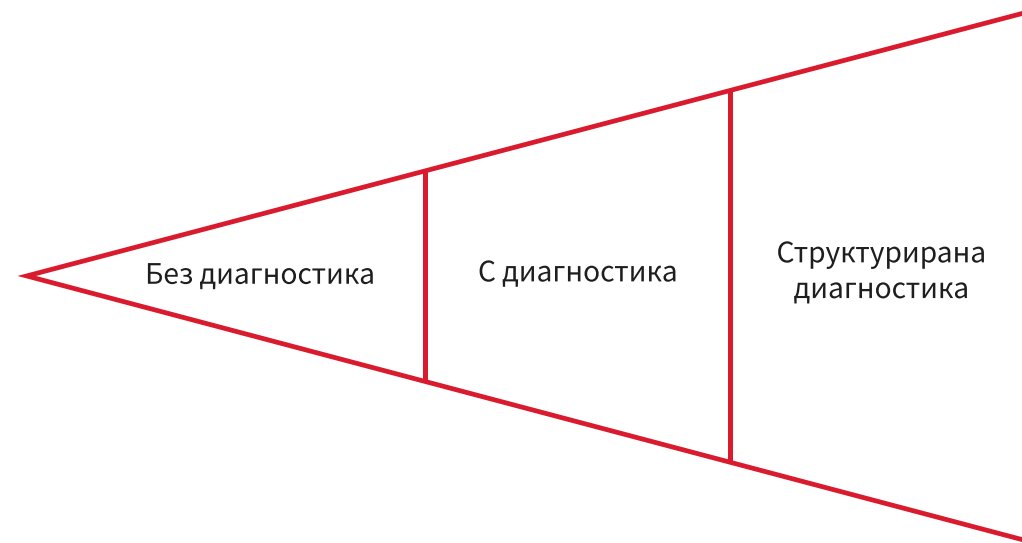 Без диагностика
С диагностика
Структурирана
диагностика